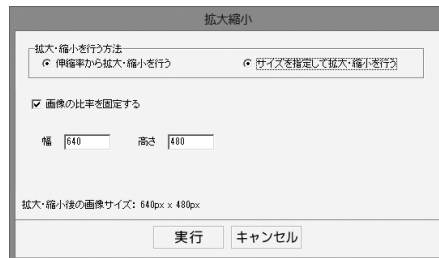 拡大縮小
拡大・縮小を行う方法
伸縮率から拡大・縮小を行う
サイズを指定して拡大・縮小を行う
画像の比率を固定する
幅 640 高さ 480
拡大・縮小後の画像サイズ: 640px x 480px
実行 キャンセル